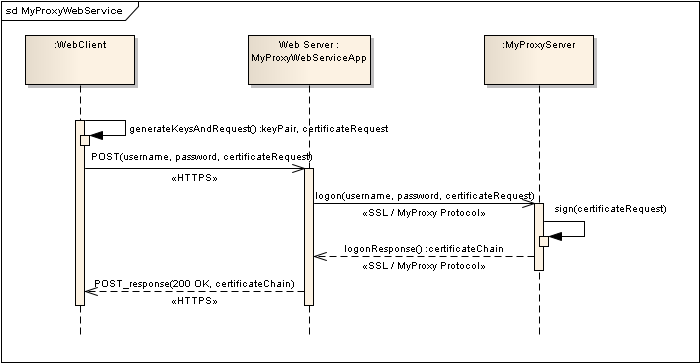 sd MyProxyWebService
:WebClient
Web Server :
MyProxyWebServiceApp
:MyProxyServer
generateKeysAndRequest() :keyPair, certificateRequest
POST(username, password, certificateRequest)
«HTTPS»
logon(username, password, certificateRequest)
«SSL / MyProxy Protocol»
sign(certificateRequest)
logonResponse() :certificateChain
«SSL / MyProxy Protocol»
POST_response(200 OK, certificateChain)
«HTTPS»